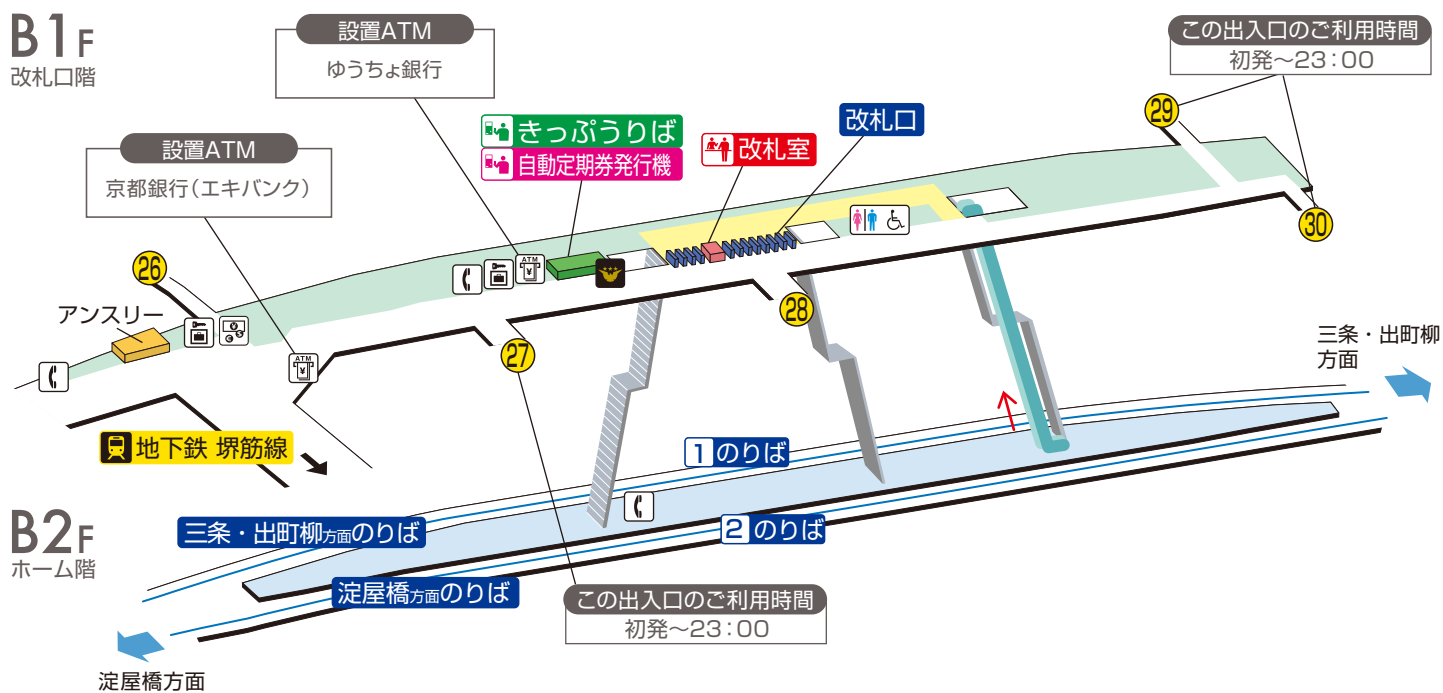 B1F
改札口階
設置ATM
ゆうちょ銀行
この出入口のご利用時間
初発～23：00
設置ATM
京都銀行（エキバンク）
きっぷうりば
自動定期券発行機
改札室
改札口
29
30
26
アンスリー
ATM
¥
28
27
ATM
¥
三条・出町柳
方面
地下鉄 堺筋線
1 のりば
B2F
ホーム階
三条・出町柳方面のりば
2 のりば
淀屋橋方面のりば
この出入口のご利用時間
初発～23：00
淀屋橋方面